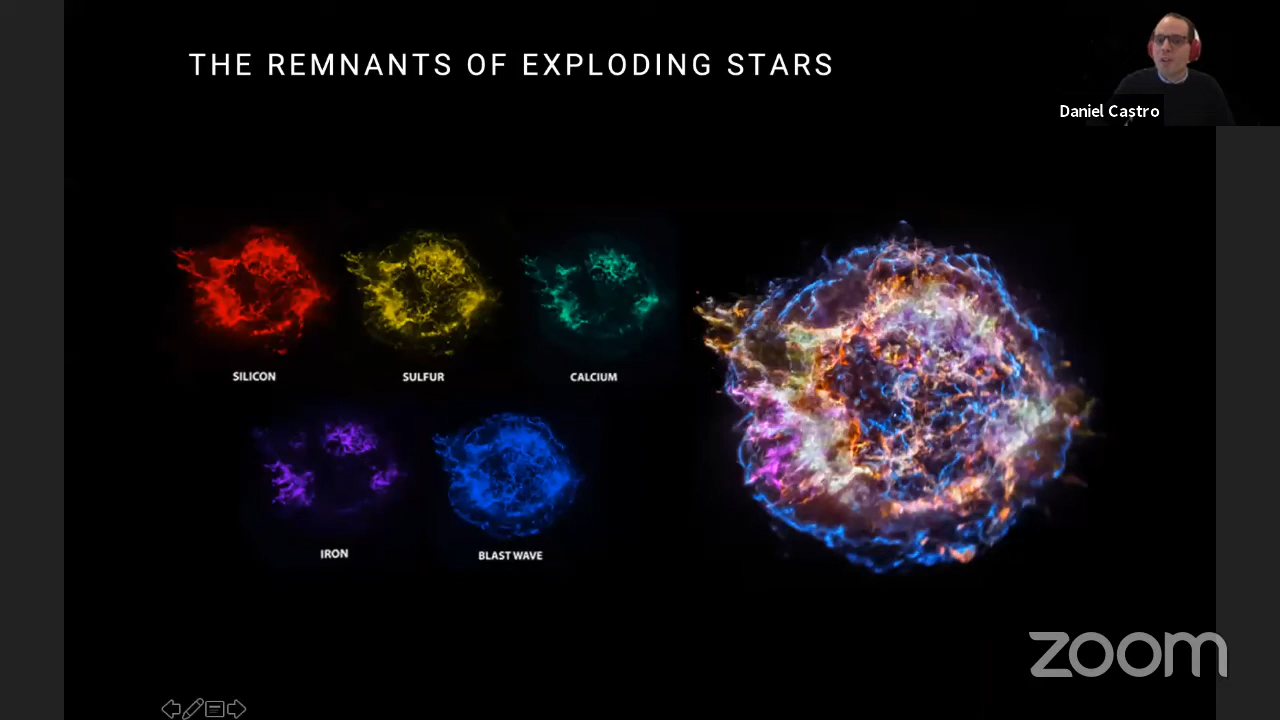 THE REMNANTS OF EXPLODING STARS
Daniel Castro
SILICON
SULFUR
CALCIUM
IRON
BLAST WAVE
zoom